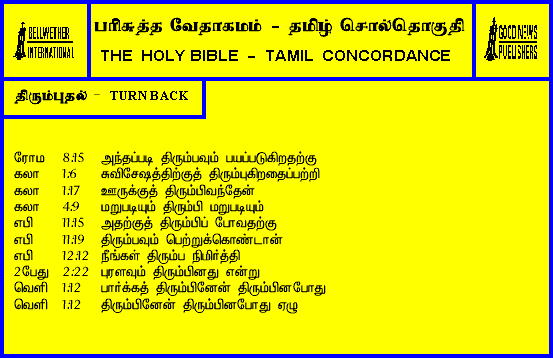 BELLWETHER
INTERNATIONAL
பரிசுத்த வேதாகமம் - தமிழ் சொல்தொகுதி
THE HOLY BIBLE - TAMIL CONCORDANCE
GOOD NEWS
PUBLISHERS
திரும்புதல் - TURN BACK
ரோம 8:15 அந்தப்படி திரும்பவும் பயப்படுகிறதற்கு
கலா 1:6 சுவிசேஷத்திற்குத் திரும்புகிறதைப்பற்றி
கலா 1:17 ஊருக்குத் திரும்பிவந்தேன்
கலா 4:9 மறுபடியும் திரும்பி மறுபடியும்
எபி 11:15 அதற்குத் திரும்பிப் போவதற்கு
எபி 11:19 திரும்பவும் பெற்றுக்கொண்டான்
எபி 12:12 நீங்கள் திரும்ப நிமிர்த்தி
2பேது 2:22 புரளவும் திரும்பினது என்று
வெளி 1:12 பார்க்கத் திரும்பினேன் திரும்பினபோது
வெளி 1:12 திரும்பினேன் திரும்பினபோது ஏழு